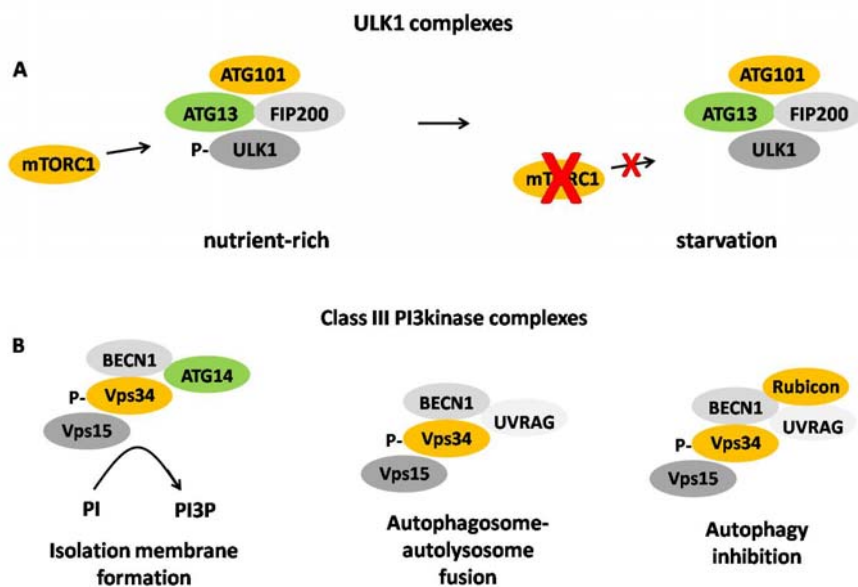 ULK1 complexes
A
ATG101
ATG13
FIP200
P-
ULK1
mTORC1
nutrient-rich
mTORC1
ATG101
ATG13
FIP200
ULK1
starvation
Class III PI3kinase complexes
B
BECN1
ATG14
P-
Vps34
Vps15
PI
PI3P
Isolation membrane
formation
BECN1
UVRAG
P-
Vps34
Vps15
Autophagosome-
autolysosome
fusion
Rubicon
BECN1
UVRAG
P-
Vps34
Vps15
Autophagy
inhibition